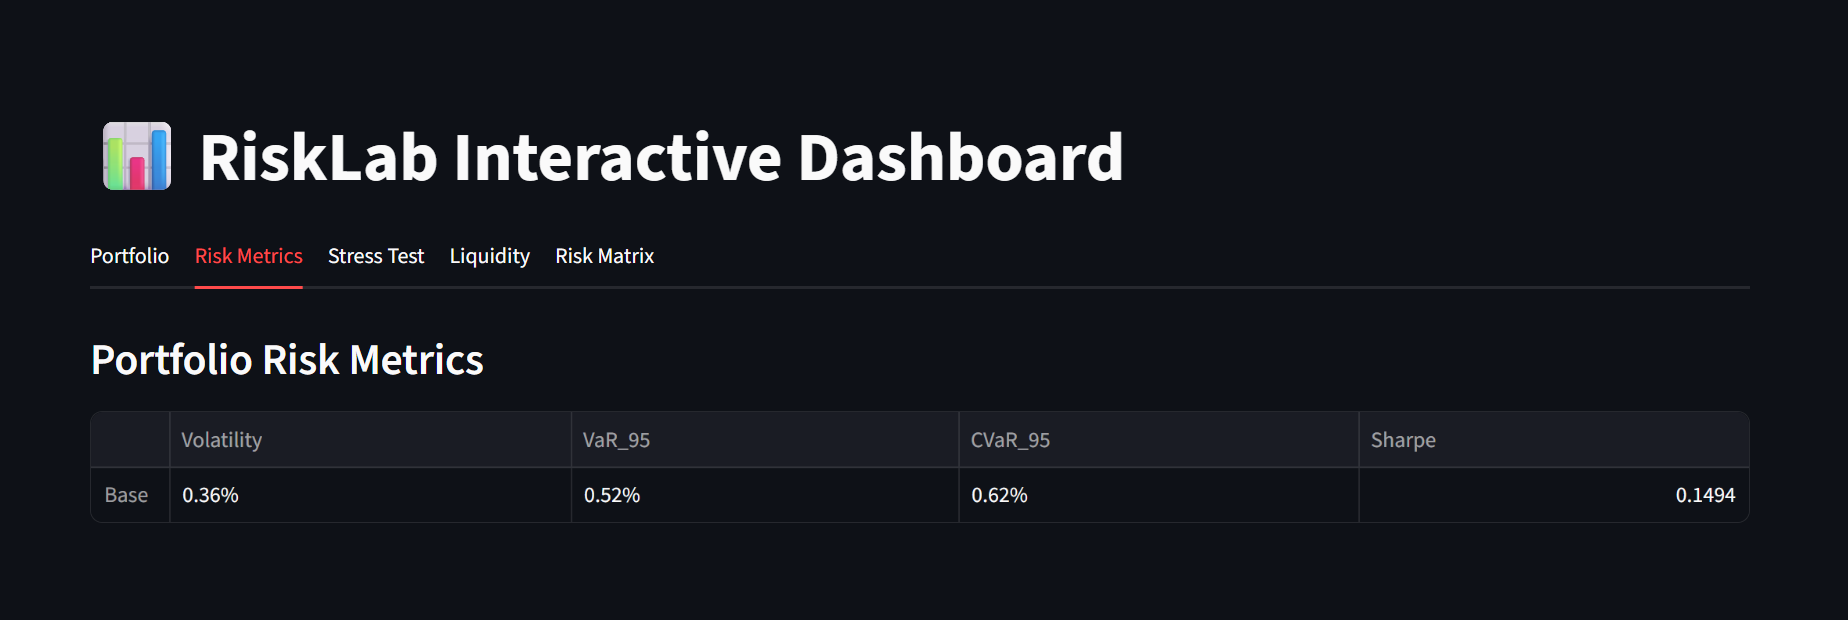 RiskLab Interactive Dashboard
Portfolio Risk Metrics Stress Test Liquidity Risk Matrix
Portfolio Risk Metrics
Volatility VaR_95 CVaR_95 Sharpe
Base 0.36% 0.52% 0.62% 0.1494